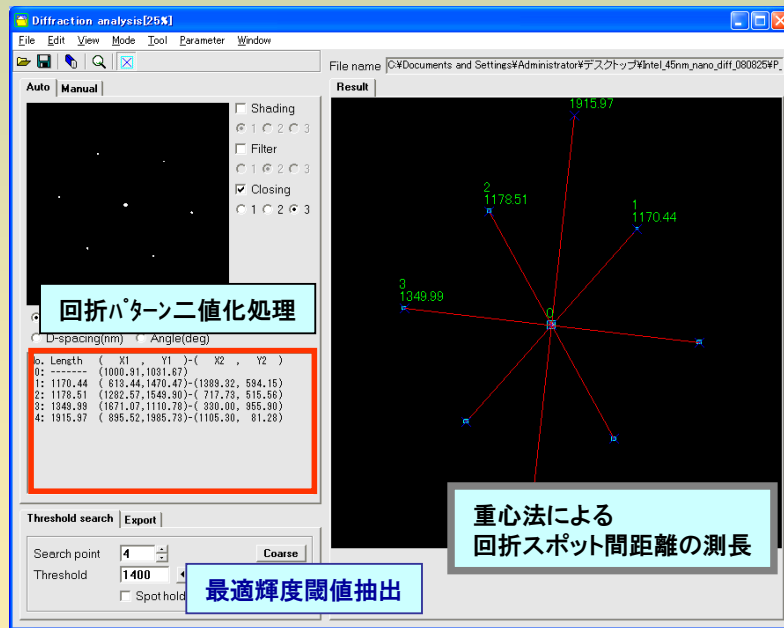 Diffraction analysis[25%]
File Edit View Mode Tool Parameter Window
File name C:¥Documents and Settings¥Administrator¥デスクトップ¥Intel_45nm_nano_diff_080825¥P_
Auto Manual
Shading
1 2 3
Filter
1 2 3
Closing
1 2 3
回折パターン二値化処理
D-spacing(nm) Angle(deg)
No. Length ( X1 , Y1 )-( X2 , Y2 )
0: ------- (1000.91,1031.67)
1: 1170.44 ( 613.44,1470.47)-(1389.32, 594.15)
2: 1178.51 (1282.57,1549.90)-( 717.73, 515.56)
3: 1349.99 (1671.07,1110.78)-( 330.00, 955.90)
4: 1915.97 ( 895.52,1985.73)-(1105.30, 81.28)
Threshold search Export
Search point 4 Coarse
Threshold 1400
Spot hold
最適輝度閾値抽出
Result
1915.97
2
1178.51
1
1170.44
3
1349.99
0
重心法による
回折スポット間距離の測長